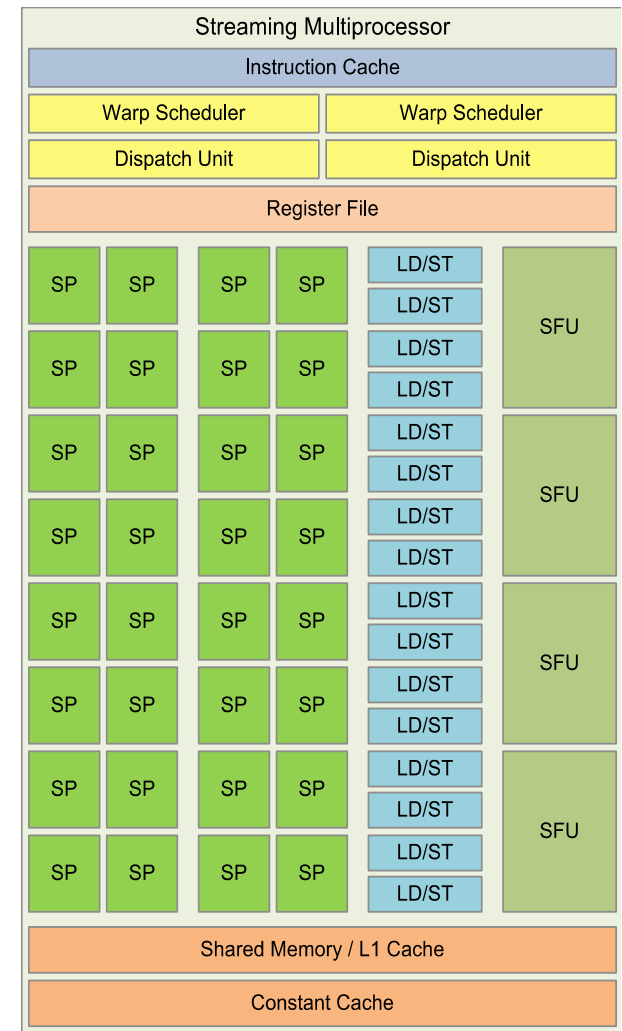 Streaming Multiprocessor
Instruction Cache
Warp Scheduler Warp Scheduler
Dispatch Unit Dispatch Unit
Register File
SP SP SP SP LD/ST LD/ST SFU
SP SP SP SP LD/ST LD/ST
SP SP SP SP LD/ST LD/ST SFU
SP SP SP SP LD/ST LD/ST
SP SP SP SP LD/ST LD/ST SFU
SP SP SP SP LD/ST LD/ST
SP SP SP SP LD/ST LD/ST SFU
SP SP SP SP LD/ST LD/ST
Shared Memory / L1 Cache
Constant Cache